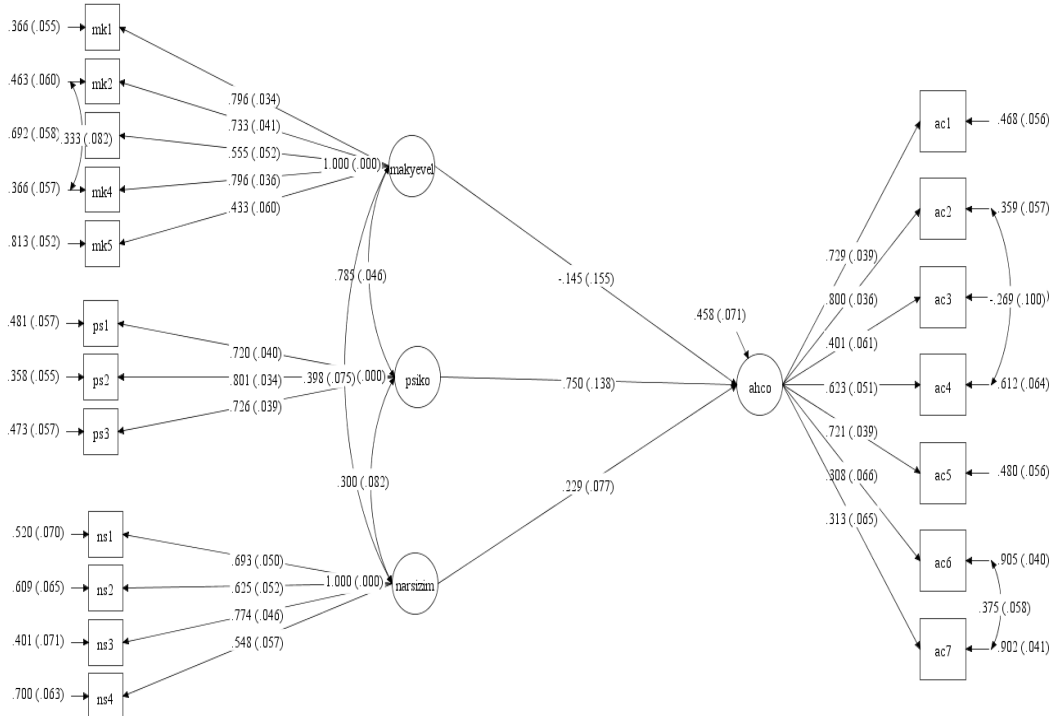 .366 (.055) mk1
.463 (.060) mk2
.692 (.058)
.333 (.082)
.366 (.057) mk4
.813 (.052) mk5
.796 (.034)
.733 (.041)
.555 (.052)
.796 (.036)
.433 (.060)
1.000 (.000)
makyevel
.785 (.046)
-.145 (.155)
.481 (.057) ps1
.358 (.055) ps2
.473 (.057) ps3
.720 (.040)
.801 (.034)
.726 (.039)
.398 (.075)
(.000)
psiko
.750 (.138)
.300 (.082)
.229 (.077)
.520 (.070) ns1
.609 (.065) ns2
.401 (.071) ns3
.700 (.063) ns4
.693 (.050)
.625 (.052)
.774 (.046)
.548 (.057)
1.000 (.000)
narsizim
.458 (.071)
ahco
.729 (.039)
.800 (.036)
.401 (.061)
.623 (.051)
.721 (.039)
.308 (.066)
.313 (.065)
ac1 .468 (.056)
ac2 .359 (.057)
ac3
-.269 (.100)
ac4 .612 (.064)
ac5 .480 (.056)
ac6 .905 (.040)
.375 (.058)
ac7 .902 (.041)